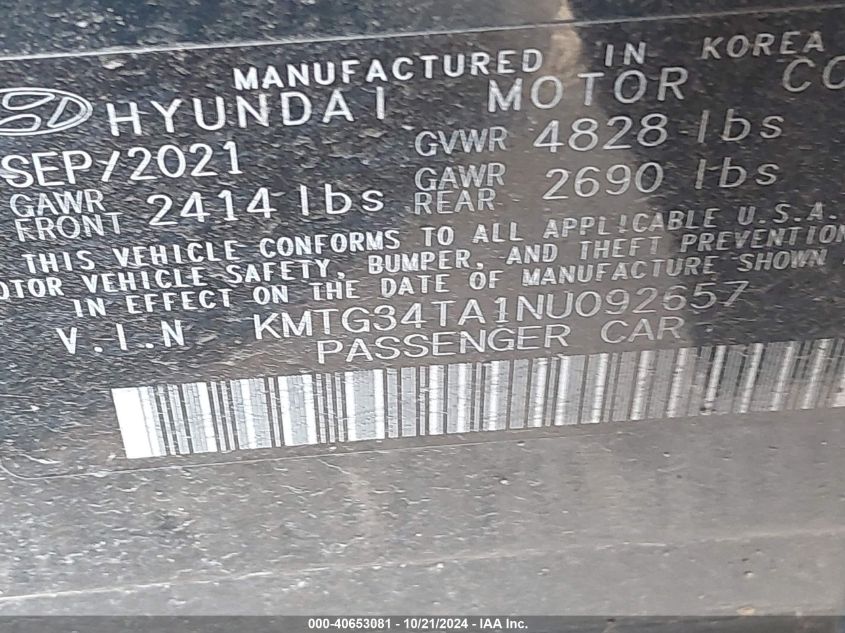 MANUFACTURED IN KOREA
HYUNDAI MOTOR CO
SEP/2021 GVWR 4828 lbs
GAWR FRONT 2414 lbs GAWR REAR 2690 lbs
THIS VEHICLE CONFORMS TO ALL APPLICABLE U.S.A.
OTOR VEHICLE SAFETY, BUMPER, AND THEFT PREVENTION
IN EFFECT ON THE DATE OF MANUFACTURE SHOWN
V.I.N KMTG34TA1NU092657
PASSENGER CAR
000-40653081 - 10/21/2024 - IAA Inc.